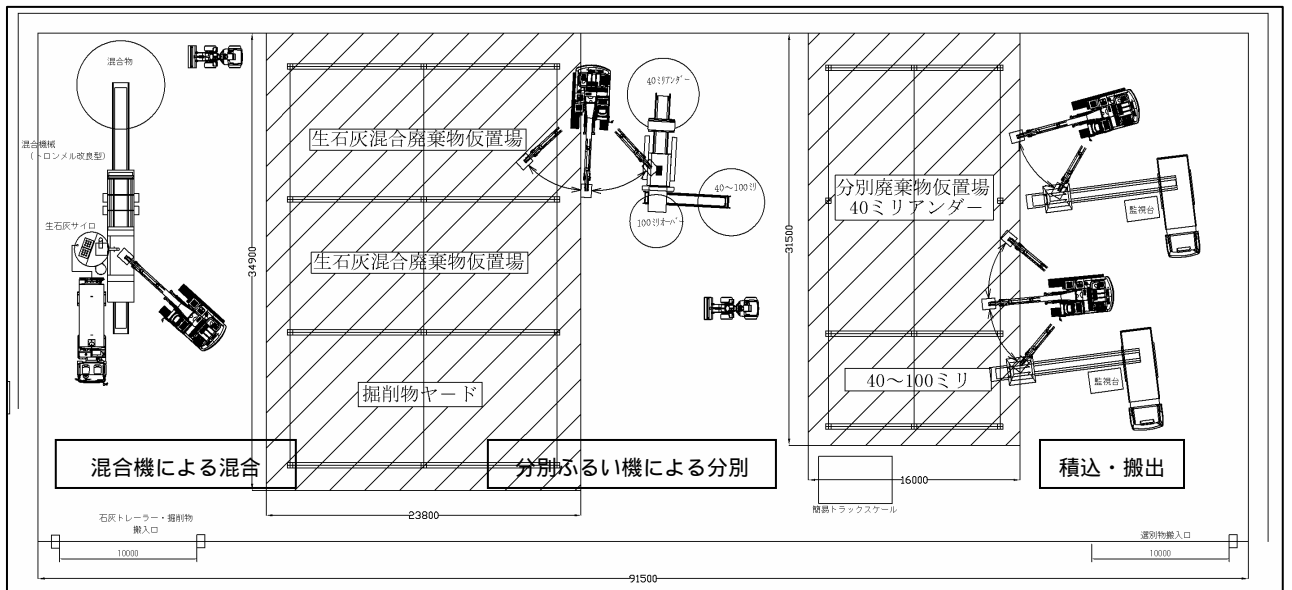 混合物
混合機械
（トロンメル改良型）
生石灰サイロ
混合機による混合
石灰トレーラー・掘削物
搬入口
10000
34900
生石灰混合廃棄物仮置場
生石灰混合廃棄物仮置場
掘削物ヤード
23800
40ミリアンダー
40～100ミリ
100ミリオーバー
分別ふるい機による分別
31500
分別廃棄物仮置場
40ミリアンダー
40～100ミリ
16000
簡易トラックスケール
監視台
監視台
積込・搬出
選別物搬入口
10000
91500